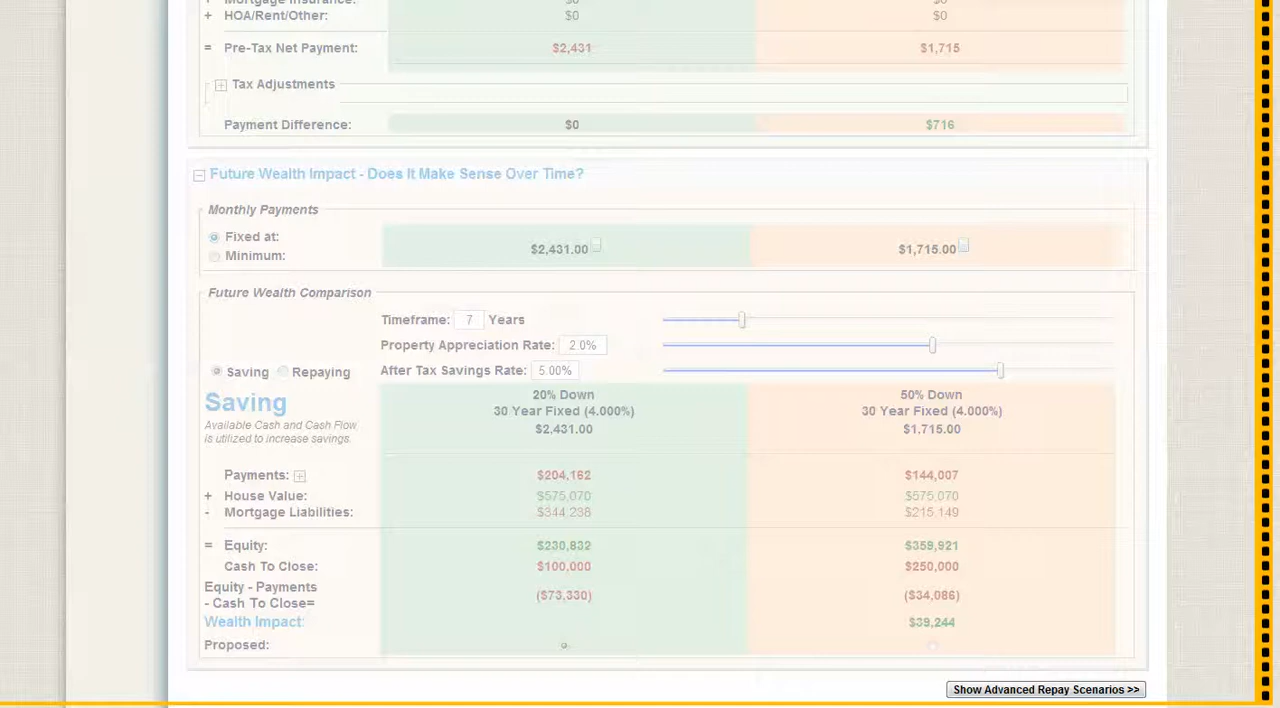 + Mortgage Insurance: $0 $0
+ HOA/Rent/Other: $0 $0
= Pre-Tax Net Payment: $2,431 $1,715
Tax Adjustments
Payment Difference: $0 $716
Future Wealth Impact - Does It Make Sense Over Time?
Monthly Payments
Fixed at:
Minimum:
$2,431.00 $1,715.00
Future Wealth Comparison
Timeframe: 7 Years
Property Appreciation Rate: 2.0%
Saving Repaying After Tax Savings Rate: 5.00%
Saving
Available Cash and Cash Flow
is utilized to increase savings.
20% Down 50% Down
30 Year Fixed (4.000%) 30 Year Fixed (4.000%)
$2,431.00 $1,715.00
Payments: $204,162 $144,007
+ House Value: $575,070 $575,070
- Mortgage Liabilities: $344,238 $215,149
= Equity: $230,832 $359,921
Cash To Close: $100,000 $250,000
Equity - Payments
- Cash To Close= ($73,330) ($34,086)
Wealth Impact: $39,244
Proposed:
Show Advanced Repay Scenarios >>